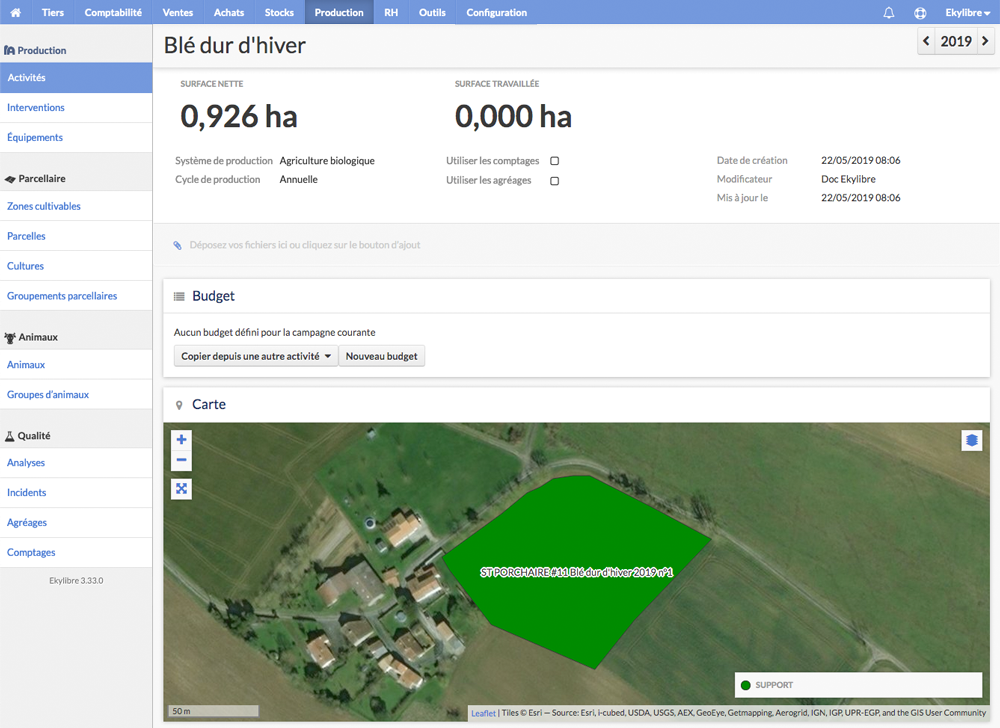 Tiers Comptabilité Ventes Achats Stocks Production RH Outils Configuration Ekylibre
Production
Activités
Interventions
Équipements
Parcellaire
Zones cultivables
Parcelles
Cultures
Groupements parcellaires
Animaux
Animaux
Groupes d'animaux
Qualité
Analyses
Incidents
Agréages
Comptages
Ekylibre 3.33.0
Blé dur d'hiver
2019
SURFACE NETTE
0,926 ha
SURFACE TRAVAILLÉE
0,000 ha
Système de production Agriculture biologique
Cycle de production Annuelle
Utiliser les comptages
Utiliser les agréages
Date de création 22/05/2019 08:06
Modificateur Doc Ekylibre
Mis à jour le 22/05/2019 08:06
Déposez vos fichiers ici ou cliquez sur le bouton d'ajout
Budget
Aucun budget défini pour la campagne courante
Copier depuis une autre activité Nouveau budget
Carte
+
−
ST PORCHAIRE #11 Blé dur d'hiver 2019 n°1
SUPPORT
50 m
Leaflet | Tiles © Esri — Source: Esri, i-cubed, USDA, USGS, AEX, GeoEye, Getmapping, Aerogrid, IGN, IGP, UPR-EGP, and the GIS User Community